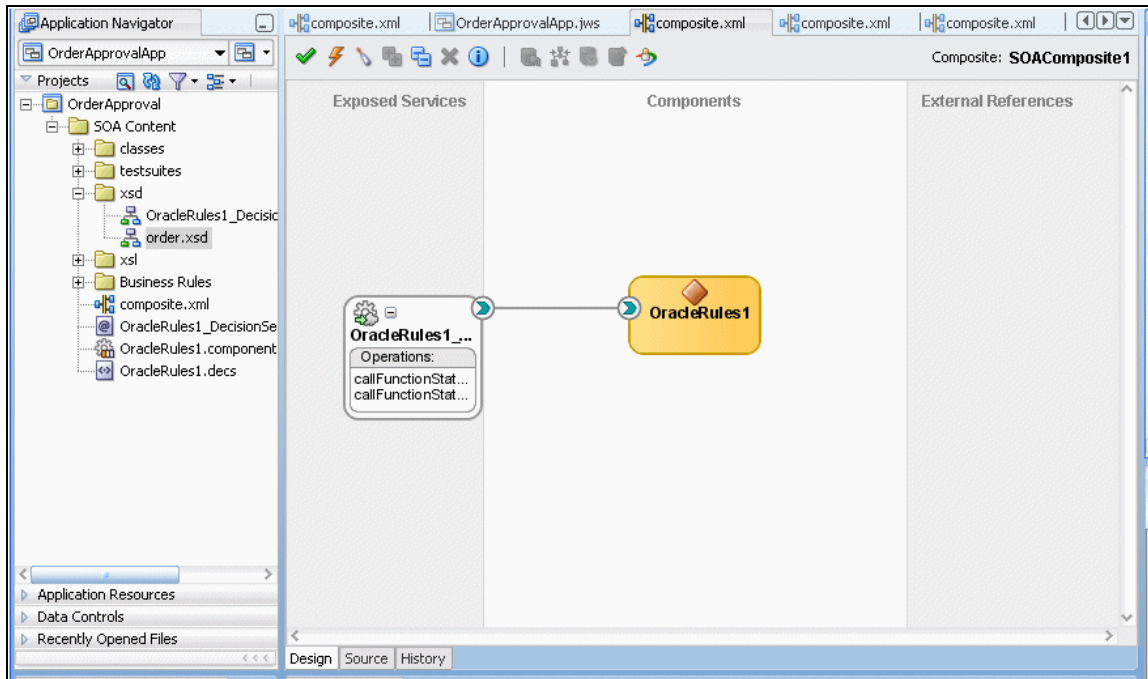 Application Navigator
OrderApprovalApp
Projects
OrderApproval
SOA Content
classes
testsuites
xsd
OracleRules1_Decisic
order.xsd
xsl
Business Rules
composite.xml
OracleRules1_DecisionSe
OracleRules1.component
OracleRules1.decs
Application Resources
Data Controls
Recently Opened Files
composite.xml
OrderApprovalApp.jws
composite.xml
composite.xml
composite.xml
Composite: SOAComposite1
Exposed Services
Components
External References
OracleRules1_...
Operations:
callFunctionStat...
callFunctionStat...
OracleRules1
Design Source History